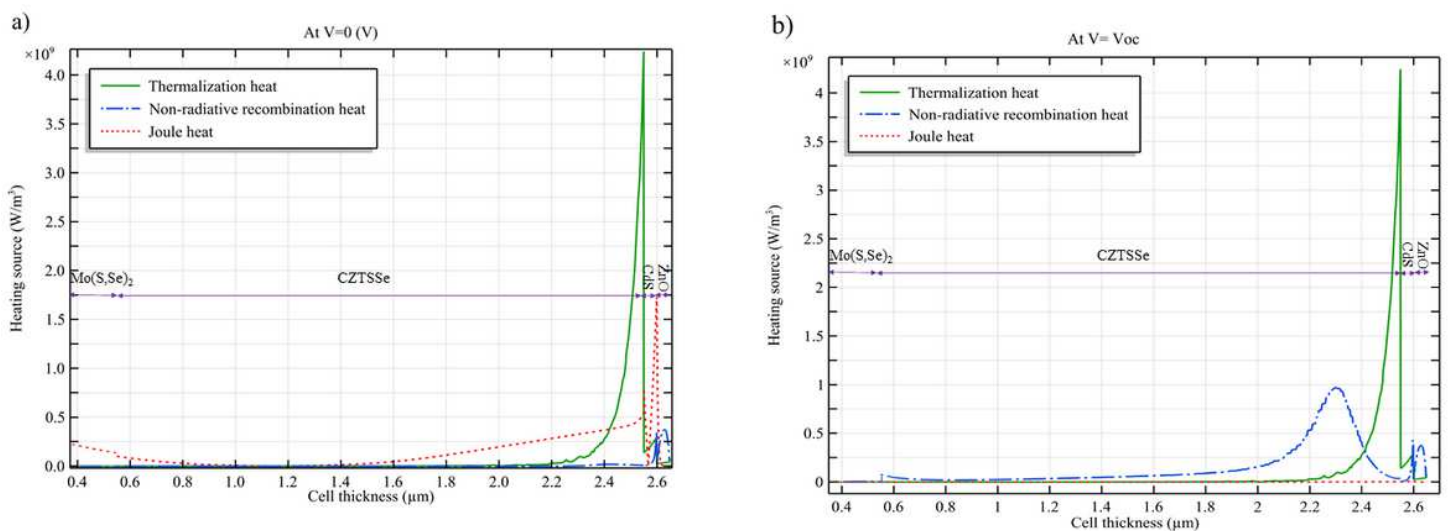 a)
At V=0 (V)
×10⁹
Thermalization heat
Non-radiative recombination heat
Joule heat
4.0
3.5
3.0
2.5
2.0
1.5
1.0
0.5
0.0
Heating source (W/m³)
Mo(S,Se)₂
CZTSSe
CdS
ZnO
0.4 0.6 0.8 1.0 1.2 1.4 1.6 1.8 2.0 2.2 2.4 2.6
Cell thickness (µm)
b)
At V= Voc
×10⁹
Thermalization heat
Non-radiative recombination heat
Joule heat
4
3.5
3
2.5
2
1.5
1
0.5
0
Heating source (W/m³)
Mo(S,Se)₂
CZTSSe
CdS
ZnO
0.4 0.6 0.8 1 1.2 1.4 1.6 1.8 2 2.2 2.4 2.6
Cell thickness (µm)